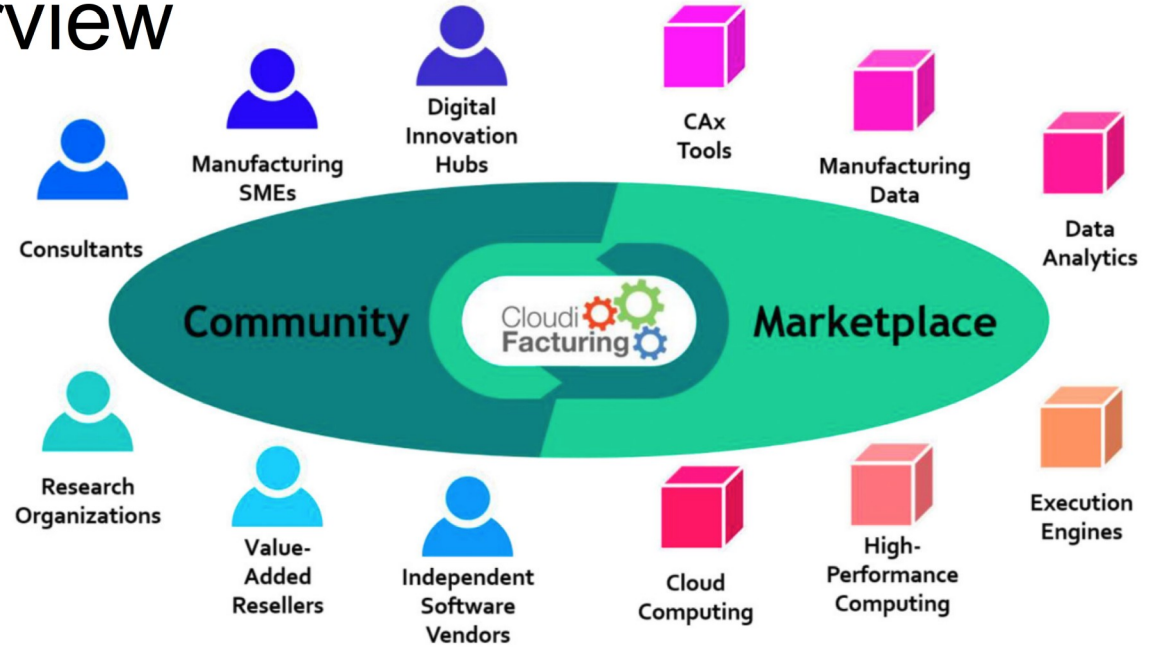 rview
Digital
Innovation
Hubs
CAx
Tools
Manufacturing
SMEs
Manufacturing
Data
Consultants
Data
Analytics
Community
Cloudi
Facturing
Marketplace
Research
Organizations
Value-
Added
Resellers
Independent
Software
Vendors
Cloud
Computing
High-
Performance
Computing
Execution
Engines